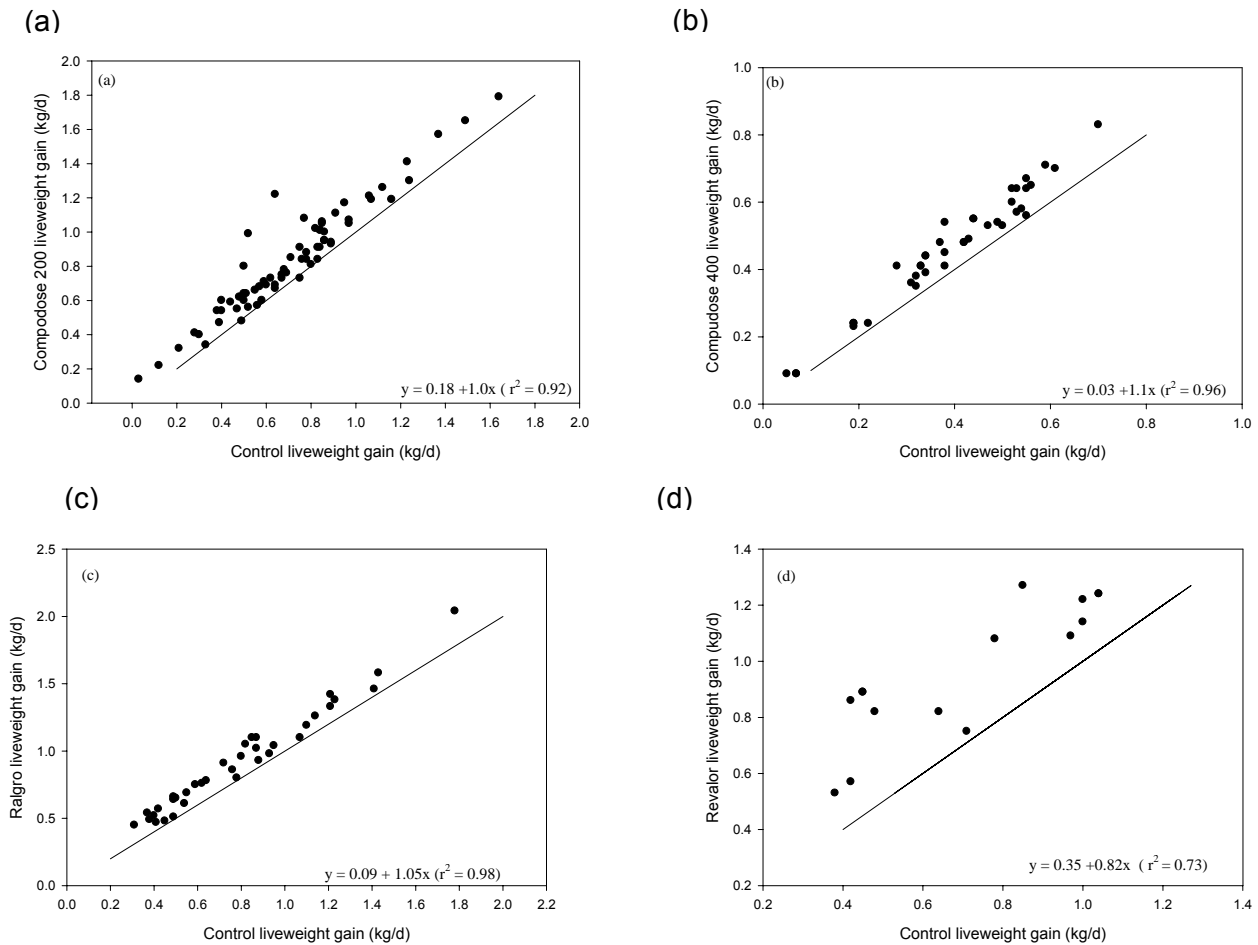 (a)
(a)
2.0
1.8
1.6
1.4
1.2
1.0
0.8
0.6
0.4
0.2
0.0
Compodose 200 liveweight gain (kg/d)
y = 0.18 +1.0x ( r² = 0.92)
0.0 0.2 0.4 0.6 0.8 1.0 1.2 1.4 1.6 1.8 2.0
Control liveweight gain (kg/d)
(b)
(b)
1.0
0.8
0.6
0.4
0.2
0.0
Compudose 400 liveweight gain (kg/d)
y = 0.03 +1.1x (r² = 0.96)
0.0 0.2 0.4 0.6 0.8 1.0
Control liveweight gain (kg/d)
(c)
(c)
2.5
2.0
1.5
1.0
0.5
0.0
Ralgro liveweight gain (kg/d)
y = 0.09 + 1.05x (r² = 0.98)
0.0 0.2 0.4 0.6 0.8 1.0 1.2 1.4 1.6 1.8 2.0 2.2
Control liveweight gain (kg/d)
(d)
(d)
1.4
1.2
1.0
0.8
0.6
0.4
0.2
Revalor liveweight gain (kg/d)
y = 0.35 +0.82x ( r² = 0.73)
0.2 0.4 0.6 0.8 1.0 1.2 1.4
Control liveweight gain (kg/d)